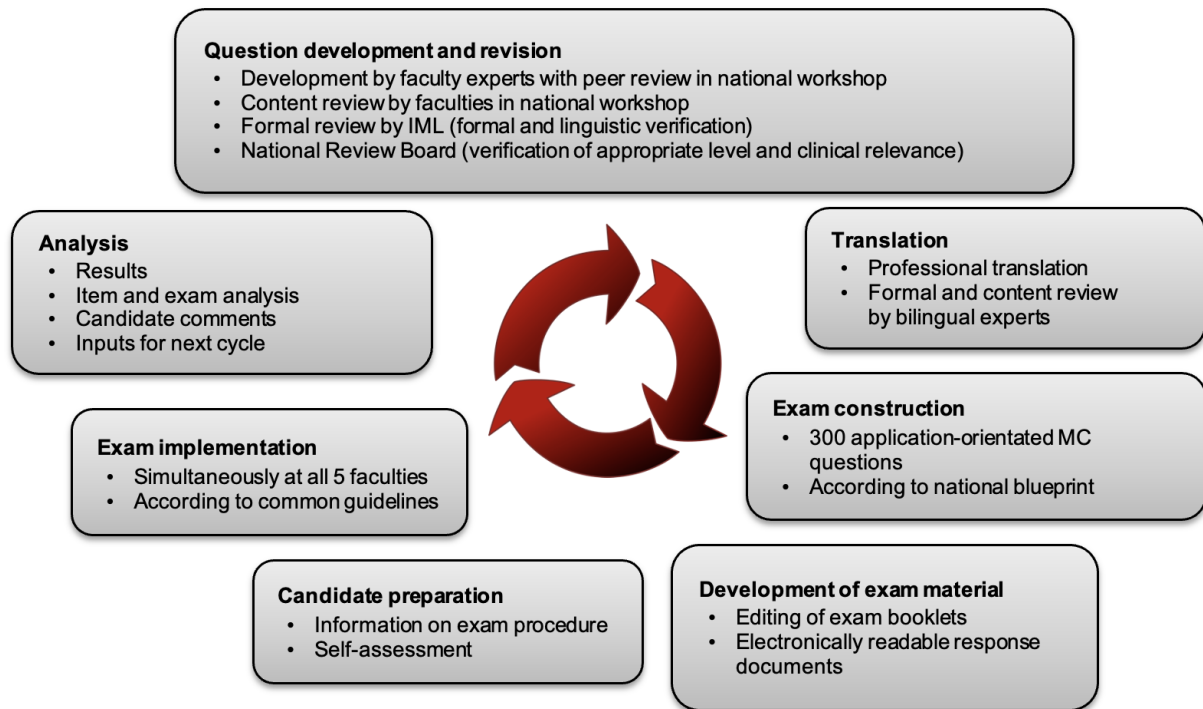 Question development and revision
• Development by faculty experts with peer review in national workshop
• Content review by faculties in national workshop
• Formal review by IML (formal and linguistic verification)
• National Review Board (verification of appropriate level and clinical relevance)
Translation
• Professional translation
• Formal and content review
by bilingual experts
Exam construction
• 300 application-orientated MC
questions
• According to national blueprint
Development of exam material
• Editing of exam booklets
• Electronically readable response
documents
Candidate preparation
• Information on exam procedure
• Self-assessment
Exam implementation
• Simultaneously at all 5 faculties
• According to common guidelines
Analysis
• Results
• Item and exam analysis
• Candidate comments
• Inputs for next cycle